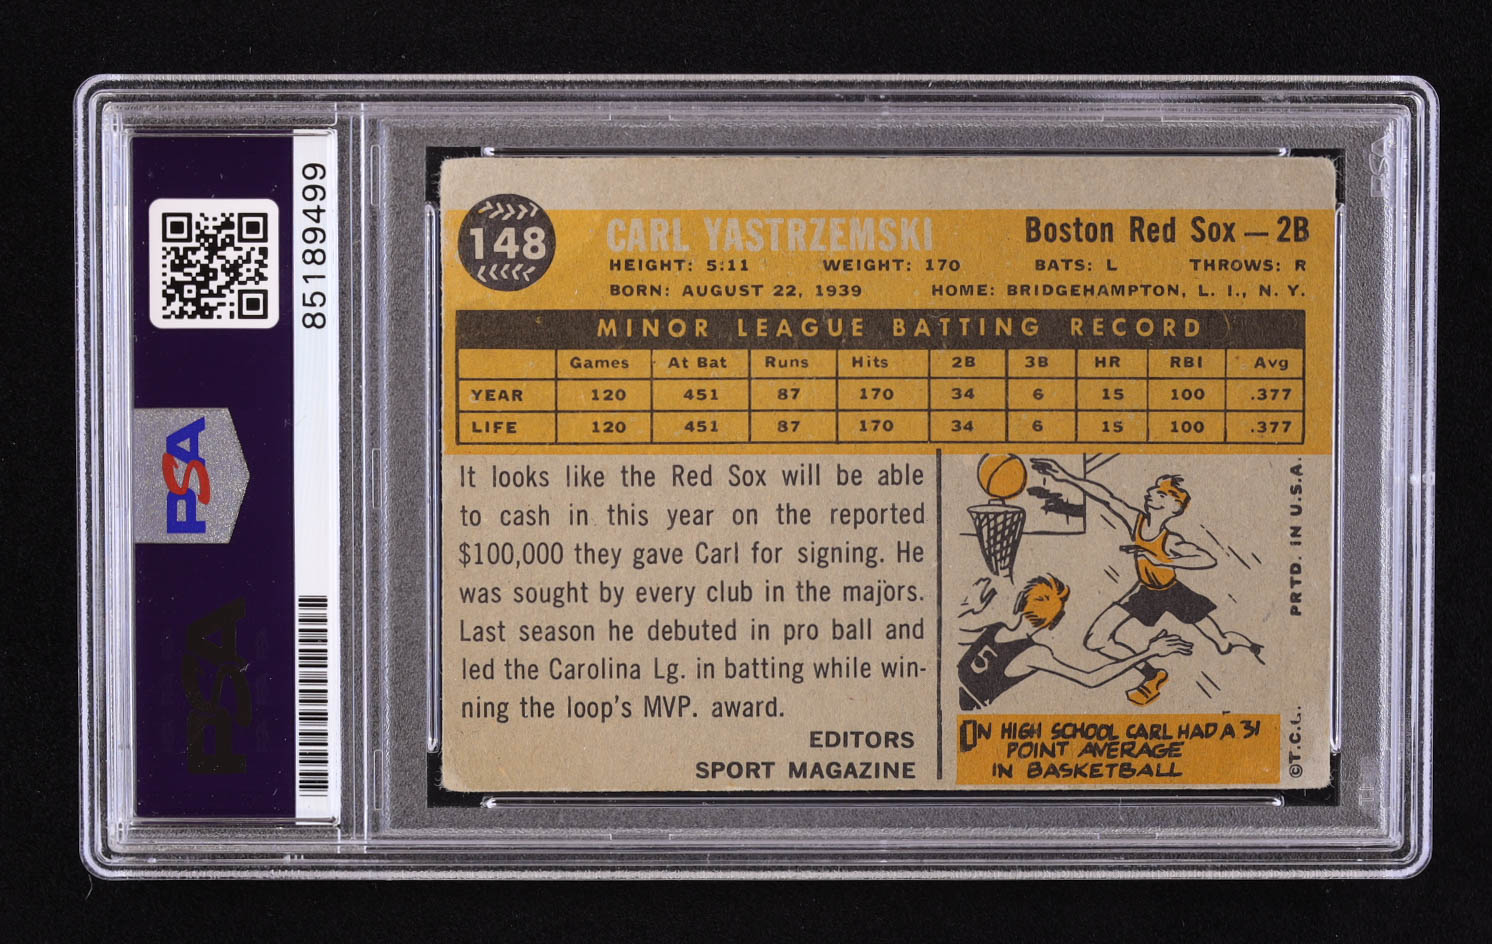 85189499
PSA
PSA
148
CARL YASTRZEMSKI
Boston Red Sox — 2B
HEIGHT: 5:11 WEIGHT: 170 BATS: L THROWS: R
BORN: AUGUST 22, 1939 HOME: BRIDGEHAMPTON, L. I., N. Y.
MINOR LEAGUE BATTING RECORD
Games At Bat Runs Hits 2B 3B HR RBI Avg
YEAR 120 451 87 170 34 6 15 100 .377
LIFE 120 451 87 170 34 6 15 100 .377
It looks like the Red Sox will be able
to cash in this year on the reported
$100,000 they gave Carl for signing. He
was sought by every club in the majors.
Last season he debuted in pro ball and
led the Carolina Lg. in batting while win-
ning the loop's MVP. award.
EDITORS
SPORT MAGAZINE
5
IN HIGH SCHOOL CARL HAD A 31
POINT AVERAGE
IN BASKETBALL
©T.C.G. PRTD. IN U.S.A.
PSA